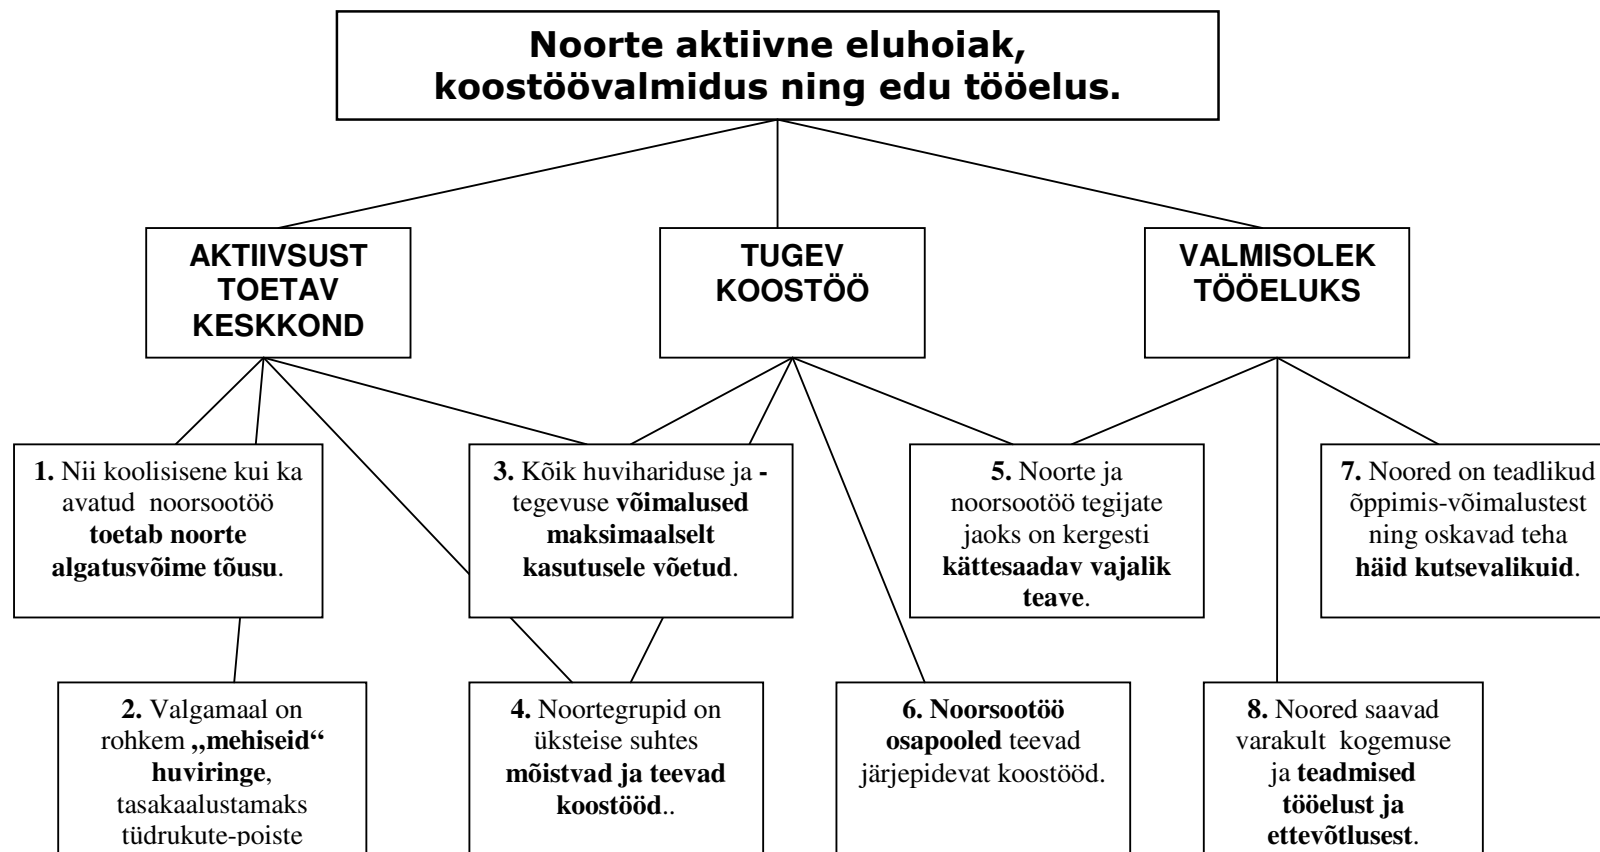 Noorte aktiivne eluhoiak,
koostöövalmidus ning edu tööelus.
AKTIIVSUST
TOETAV
KESKKOND
TUGEV
KOOSTÖÖ
VALMISOLEK
TÖÖELUKS
1. Nii koolisisene kui ka
avatud noorsootöö
toetab noorte
algatusvõime tõusu.
3. Kõik huvihariduse ja -
tegevuse võimalused
maksimaalselt
kasutusele võetud.
5. Noorte ja
noorsootöö tegijate
jaoks on kergesti
kättesaadav vajalik
teave.
7. Noored on teadlikud
õppimis-võimalustest
ning oskavad teha
häid kutsevalikuid.
2. Valgamaal on
rohkem „mehiseid“
huviringe,
tasakaalustamaks
tüdrukute-poiste
4. Noortegrupid on
üksteise suhtes
mõistvad ja teevad
koostööd..
6. Noorsootöö
osapooled teevad
järjepidevat koostööd.
8. Noored saavad
varakult kogemuse
ja teadmised
tööelust ja
ettevõtlusest.